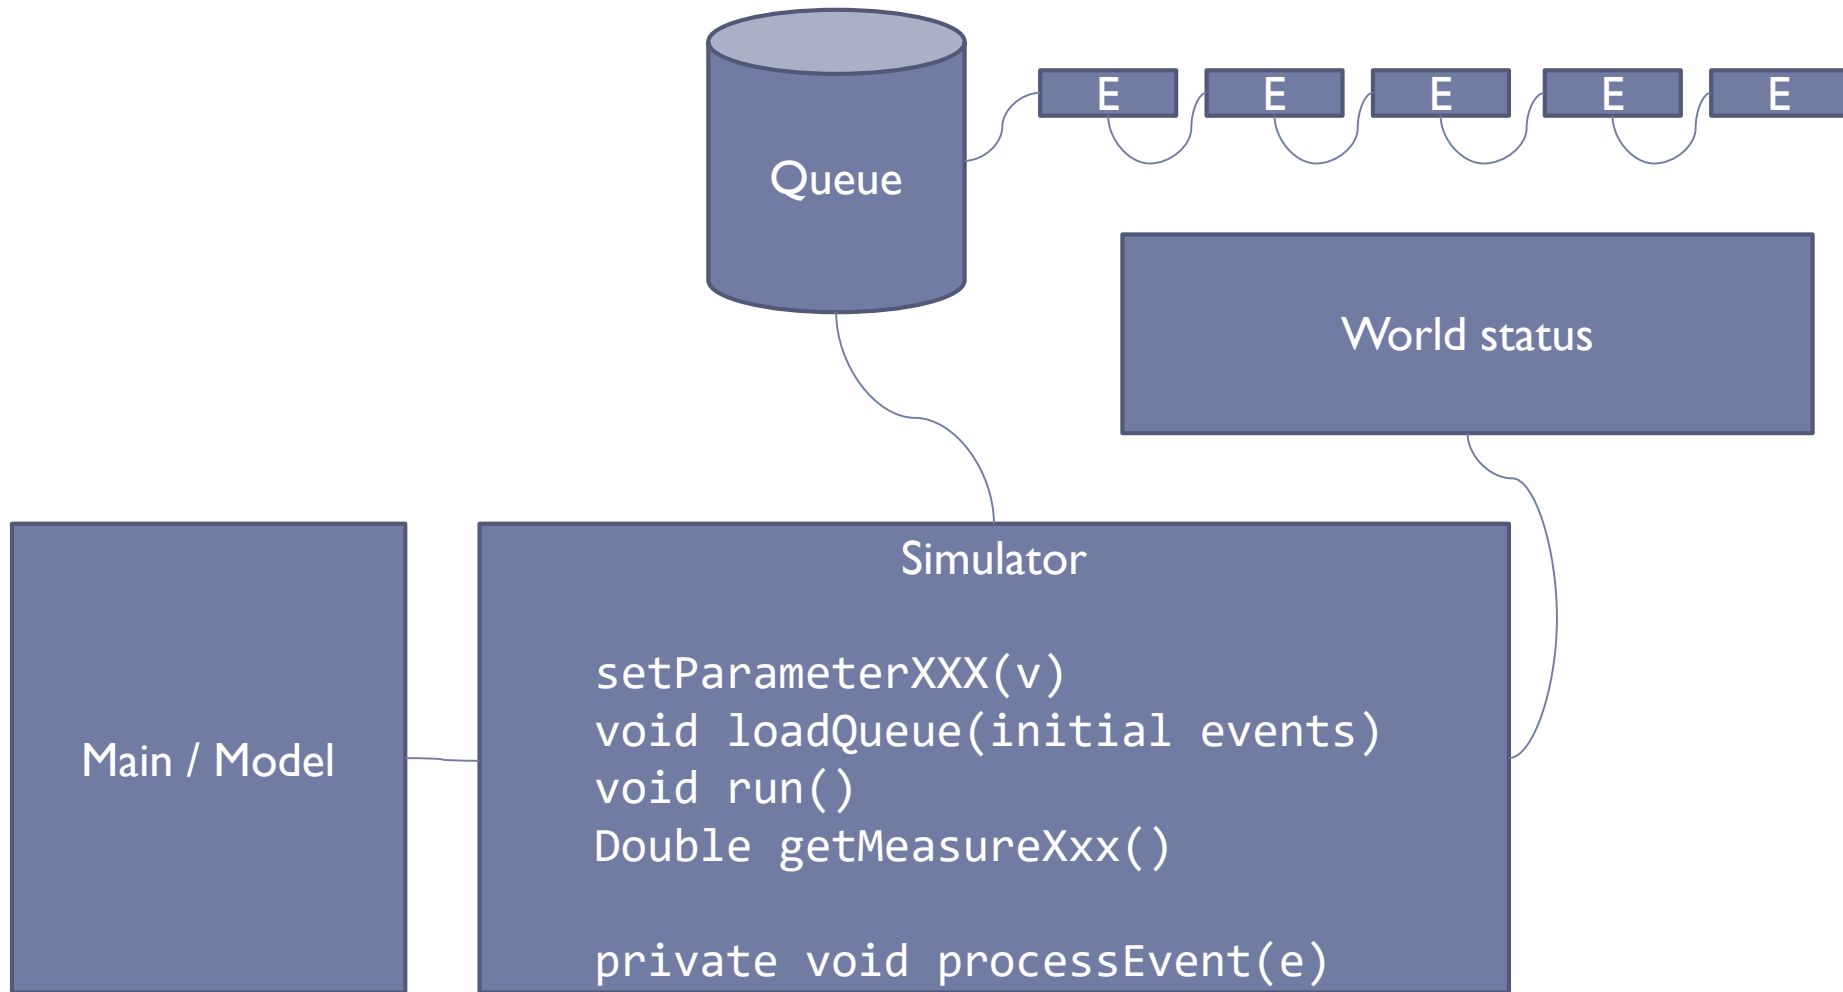 E E E E E
Queue
World status
Main / Model
Simulator
setParameterXXX(v)
void loadQueue(initial events)
void run()
Double getMeasureXxx()
private void processEvent(e)